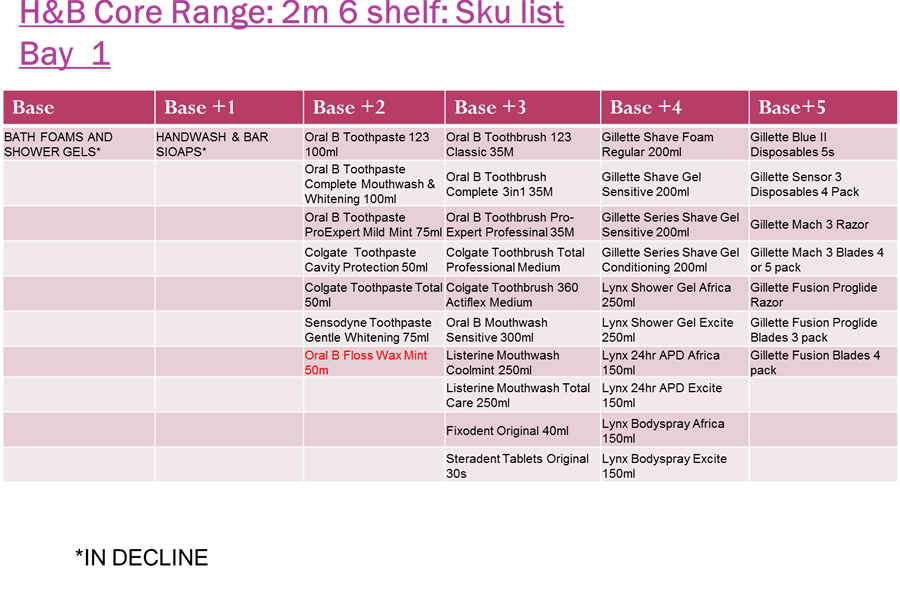 H&B Core Range: 2m 6 shelf: Sku list
Bay 1
Base
Base +1
Base +2
Base +3
Base +4
Base+5
BATH FOAMS AND
SHOWER GELS*
HANDWASH & BAR
SIOAPS*
Oral B Toothpaste 123
100ml
Oral B Toothbrush 123
Classic 35M
Gillette Shave Foam
Regular 200ml
Gillette Blue II
Disposables 5s
Oral B Toothpaste
Complete Mouthwash &
Whitening 100ml
Oral B Toothbrush
Complete 3in1 35M
Gillette Shave Gel
Sensitive 200ml
Gillette Sensor 3
Disposables 4 Pack
Oral B Toothpaste
ProExpert Mild Mint 75ml
Oral B Toothbrush Pro-
Expert Professinal 35M
Gillette Series Shave Gel
Sensitive 200ml
Gillette Mach 3 Razor
Colgate Toothpaste
Cavity Protection 50ml
Colgate Toothbrush Total
Professional Medium
Gillette Series Shave Gel
Conditioning 200ml
Gillette Mach 3 Blades 4
or 5 pack
Colgate Toothpaste Total
50ml
Colgate Toothbrush 360
Actiflex Medium
Lynx Shower Gel Africa
250ml
Gillette Fusion Proglide
Razor
Sensodyne Toothpaste
Gentle Whitening 75ml
Oral B Mouthwash
Sensitive 300ml
Lynx Shower Gel Excite
250ml
Gillette Fusion Proglide
Blades 3 pack
Oral B Floss Wax Mint
50m
Listerine Mouthwash
Coolmint 250ml
Lynx 24hr APD Africa
150ml
Gillette Fusion Blades 4
pack
Listerine Mouthwash Total
Care 250ml
Lynx 24hr APD Excite
150ml
Fixodent Original 40ml
Lynx Bodyspray Africa
150ml
Steradent Tablets Original
30s
Lynx Bodyspray Excite
150ml
*IN DECLINE